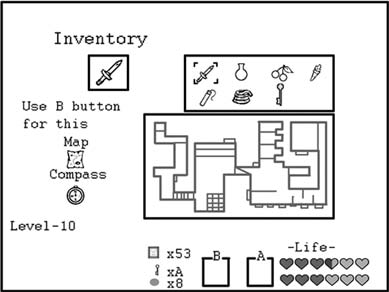 Inventory
Use B button
for this
Map
Compass
Level-10
x53
xA
x8
B
A
-Life-